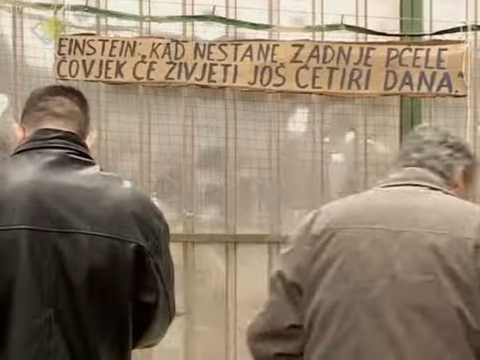 EINSTEIN: „KAD NESTANE ZADNJE PČELE
ČOVJEK ĆE ŽIVJETI JOŠ ČETIRI DANA.“